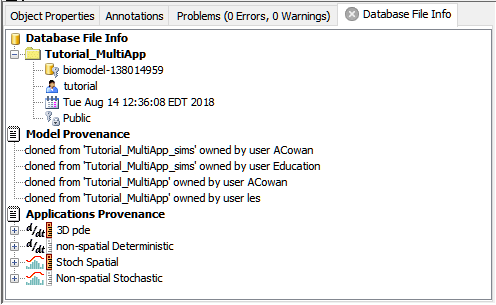 Object Properties Annotations Problems (0 Errors, 0 Warnings) Database File Info
Database File Info
Tutorial_MultiApp
biomodel-138014959
tutorial
Tue Aug 14 12:36:08 EDT 2018
Public
Model Provenance
cloned from 'Tutorial_MultiApp_sims' owned by user ACowan
cloned from 'Tutorial_MultiApp_sims' owned by user Education
cloned from 'Tutorial_MultiApp' owned by user ACowan
cloned from 'Tutorial_MultiApp' owned by user les
Applications Provenance
d/dt 3D pde
d/dt non-spatial Deterministic
Stoch Spatial
Non-spatial Stochastic